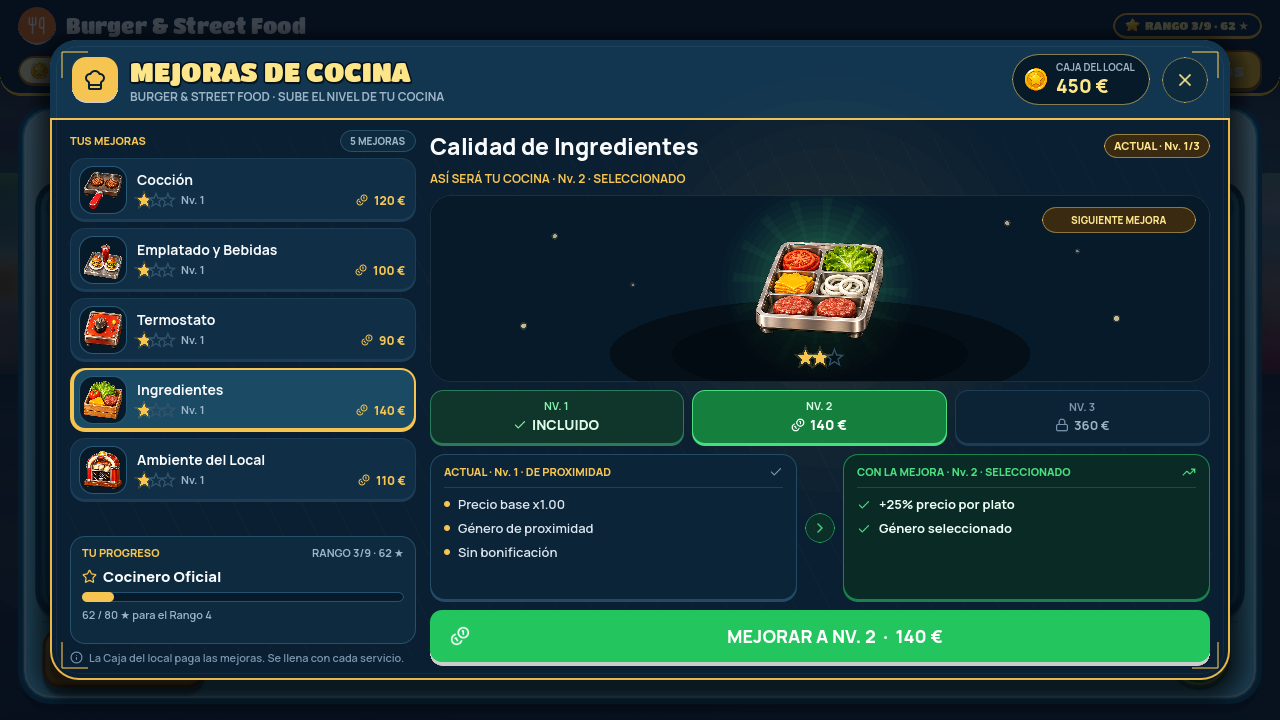 Burger & Street Food
RANGO 3/9 · 62 ★
MEJORAS DE COCINA
BURGER & STREET FOOD · SUBE EL NIVEL DE TU COCINA
CAJA DEL LOCAL
450 €
TUS MEJORAS
5 MEJORAS
Cocción
Nv. 1
120 €
Emplatado y Bebidas
Nv. 1
100 €
Termostato
Nv. 1
90 €
Ingredientes
Nv. 1
140 €
Ambiente del Local
Nv. 1
110 €
TU PROGRESO
RANGO 3/9 · 62 ★
Cocinero Oficial
62 / 80 ★ para el Rango 4
La Caja del local paga las mejoras. Se llena con cada servicio.
Calidad de Ingredientes
ACTUAL · Nv. 1/3
ASÍ SERÁ TU COCINA · Nv. 2 · SELECCIONADO
SIGUIENTE MEJORA
NV. 1
INCLUIDO
NV. 2
140 €
NV. 3
360 €
ACTUAL · Nv. 1 · DE PROXIMIDAD
Precio base x1.00
Género de proximidad
Sin bonificación
CON LA MEJORA · Nv. 2 · SELECCIONADO
+25% precio por plato
Género seleccionado
MEJORAR A NV. 2 · 140 €